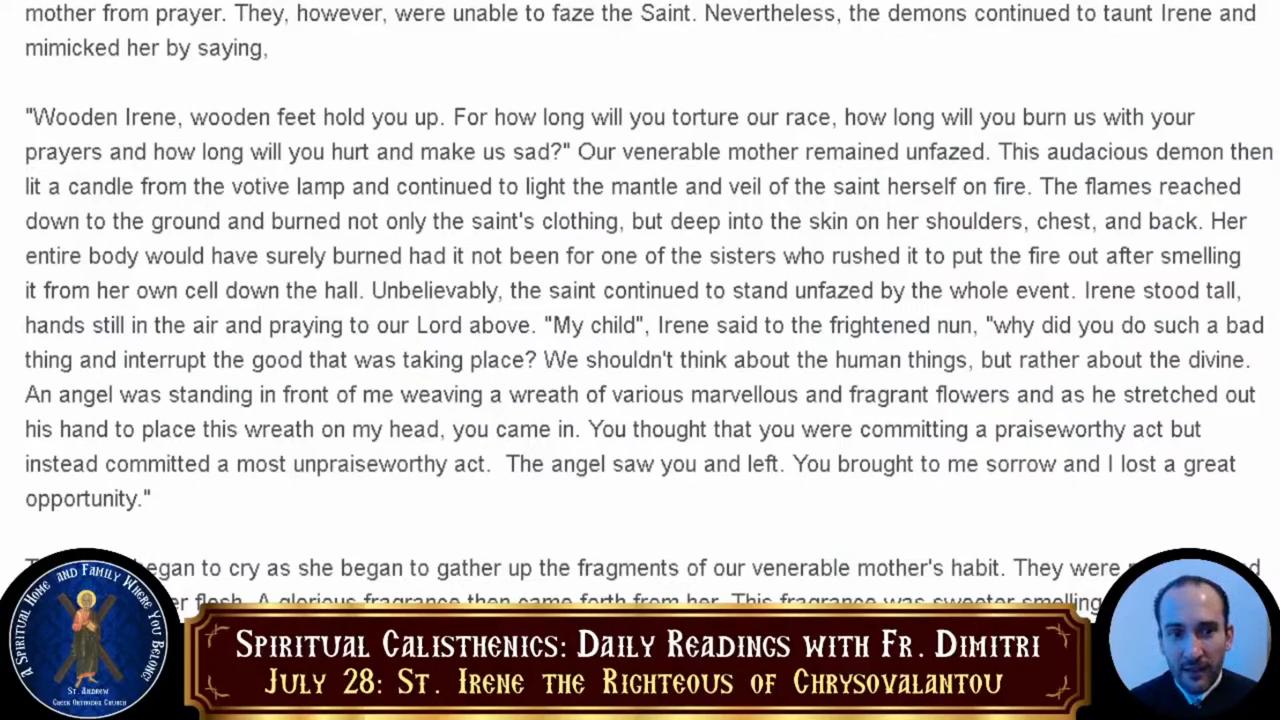 mother from prayer. They, however, were unable to faze the Saint. Nevertheless, the demons continued to taunt Irene and
mimicked her by saying,
"Wooden Irene, wooden feet hold you up. For how long will you torture our race, how long will you burn us with your
prayers and how long will you hurt and make us sad?" Our venerable mother remained unfazed. This audacious demon then
lit a candle from the votive lamp and continued to light the mantle and veil of the saint herself on fire. The flames reached
down to the ground and burned not only the saint's clothing, but deep into the skin on her shoulders, chest, and back. Her
entire body would have surely burned had it not been for one of the sisters who rushed it to put the fire out after smelling
it from her own cell down the hall. Unbelievably, the saint continued to stand unfazed by the whole event. Irene stood tall,
hands still in the air and praying to our Lord above. "My child", Irene said to the frightened nun, "why did you do such a bad
thing and interrupt the good that was taking place? We shouldn't think about the human things, but rather about the divine.
An angel was standing in front of me weaving a wreath of various marvellous and fragrant flowers and as he stretched out
his hand to place this wreath on my head, you came in. You thought that you were committing a praiseworthy act but
instead committed a most unpraiseworthy act.  The angel saw you and left. You brought to me sorrow and I lost a great
opportunity."
began to cry as she began to gather up the fragments of our venerable mother's habit. They were
flesh. A glorious fragrance then came forth from her. This fragrance was sweeter smelling
A Spiritual Home and Family Where You Belong!
St. Andrew
Greek Orthodox Church
Spiritual Calisthenics: Daily Readings with Fr. Dimitri
July 28: St. Irene the Righteous of Chrysovalantou